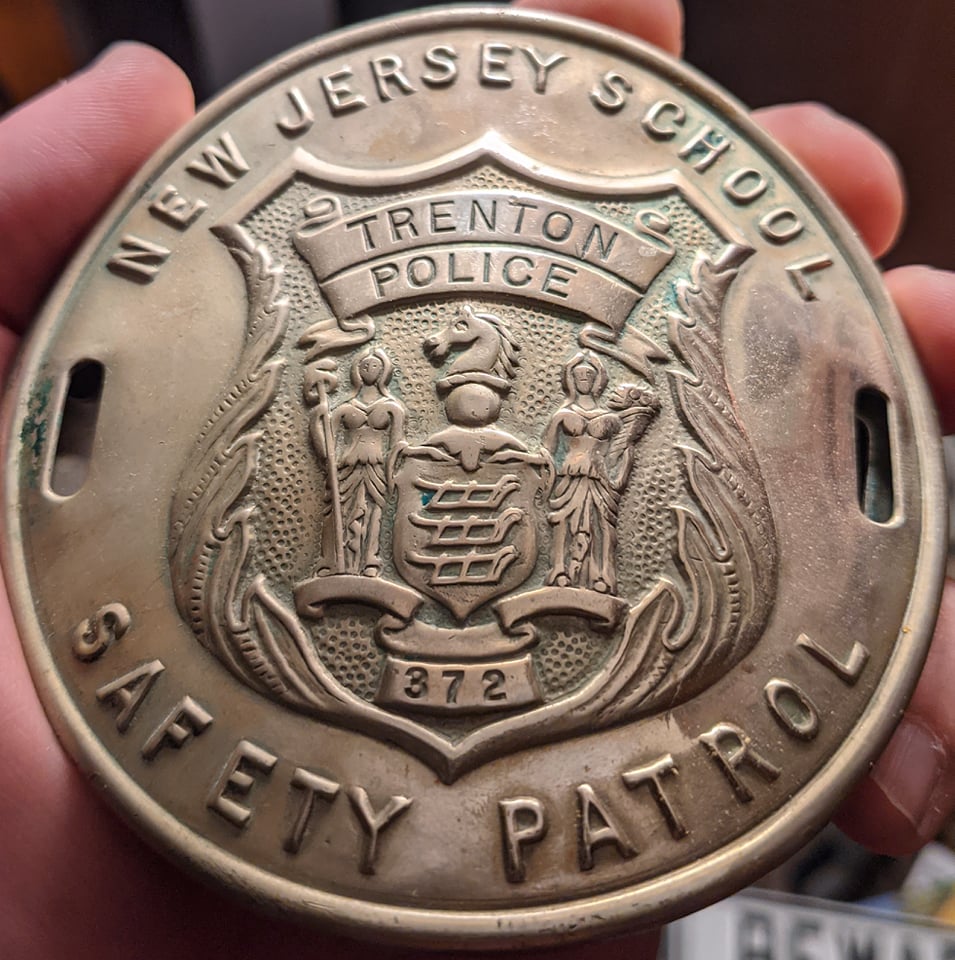 NEW JERSEY SCHOOL
TRENTON
POLICE
372
SAFETY PATROL